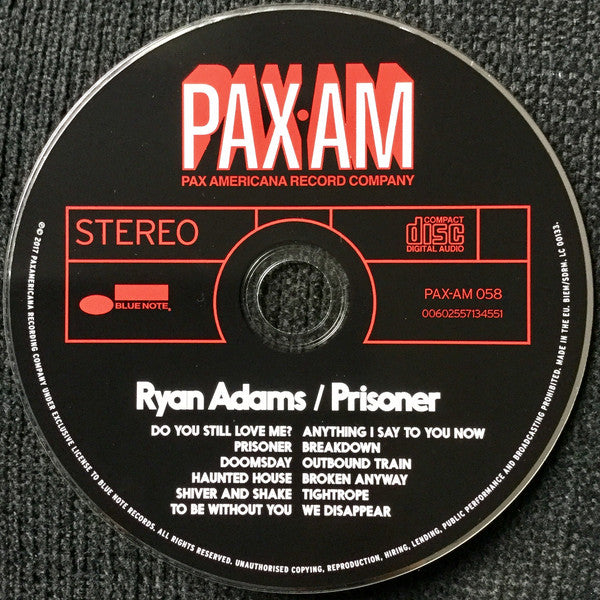 PAX·AM
PAX AMERICANA RECORD COMPANY
STEREO
COMPACT
disc
DIGITAL AUDIO
BLUE NOTE
PAX-AM 058
00602557134551
Ryan Adams / Prisoner
DO YOU STILL LOVE ME? ANYTHING I SAY TO YOU NOW
PRISONER BREAKDOWN
DOOMSDAY OUTBOUND TRAIN
HAUNTED HOUSE BROKEN ANYWAY
SHIVER AND SHAKE TIGHTROPE
TO BE WITHOUT YOU WE DISAPPEAR
℗© 2017 PAXAMERICANA RECORDING COMPANY UNDER EXCLUSIVE LICENSE TO BLUE NOTE RECORDS. ALL RIGHTS RESERVED. UNAUTHORISED COPYING, REPRODUCTION, HIRING, LENDING, PUBLIC PERFORMANCE AND BROADCASTING PROHIBITED. MADE IN THE EU. BIEM/SDRM. LC 00133.